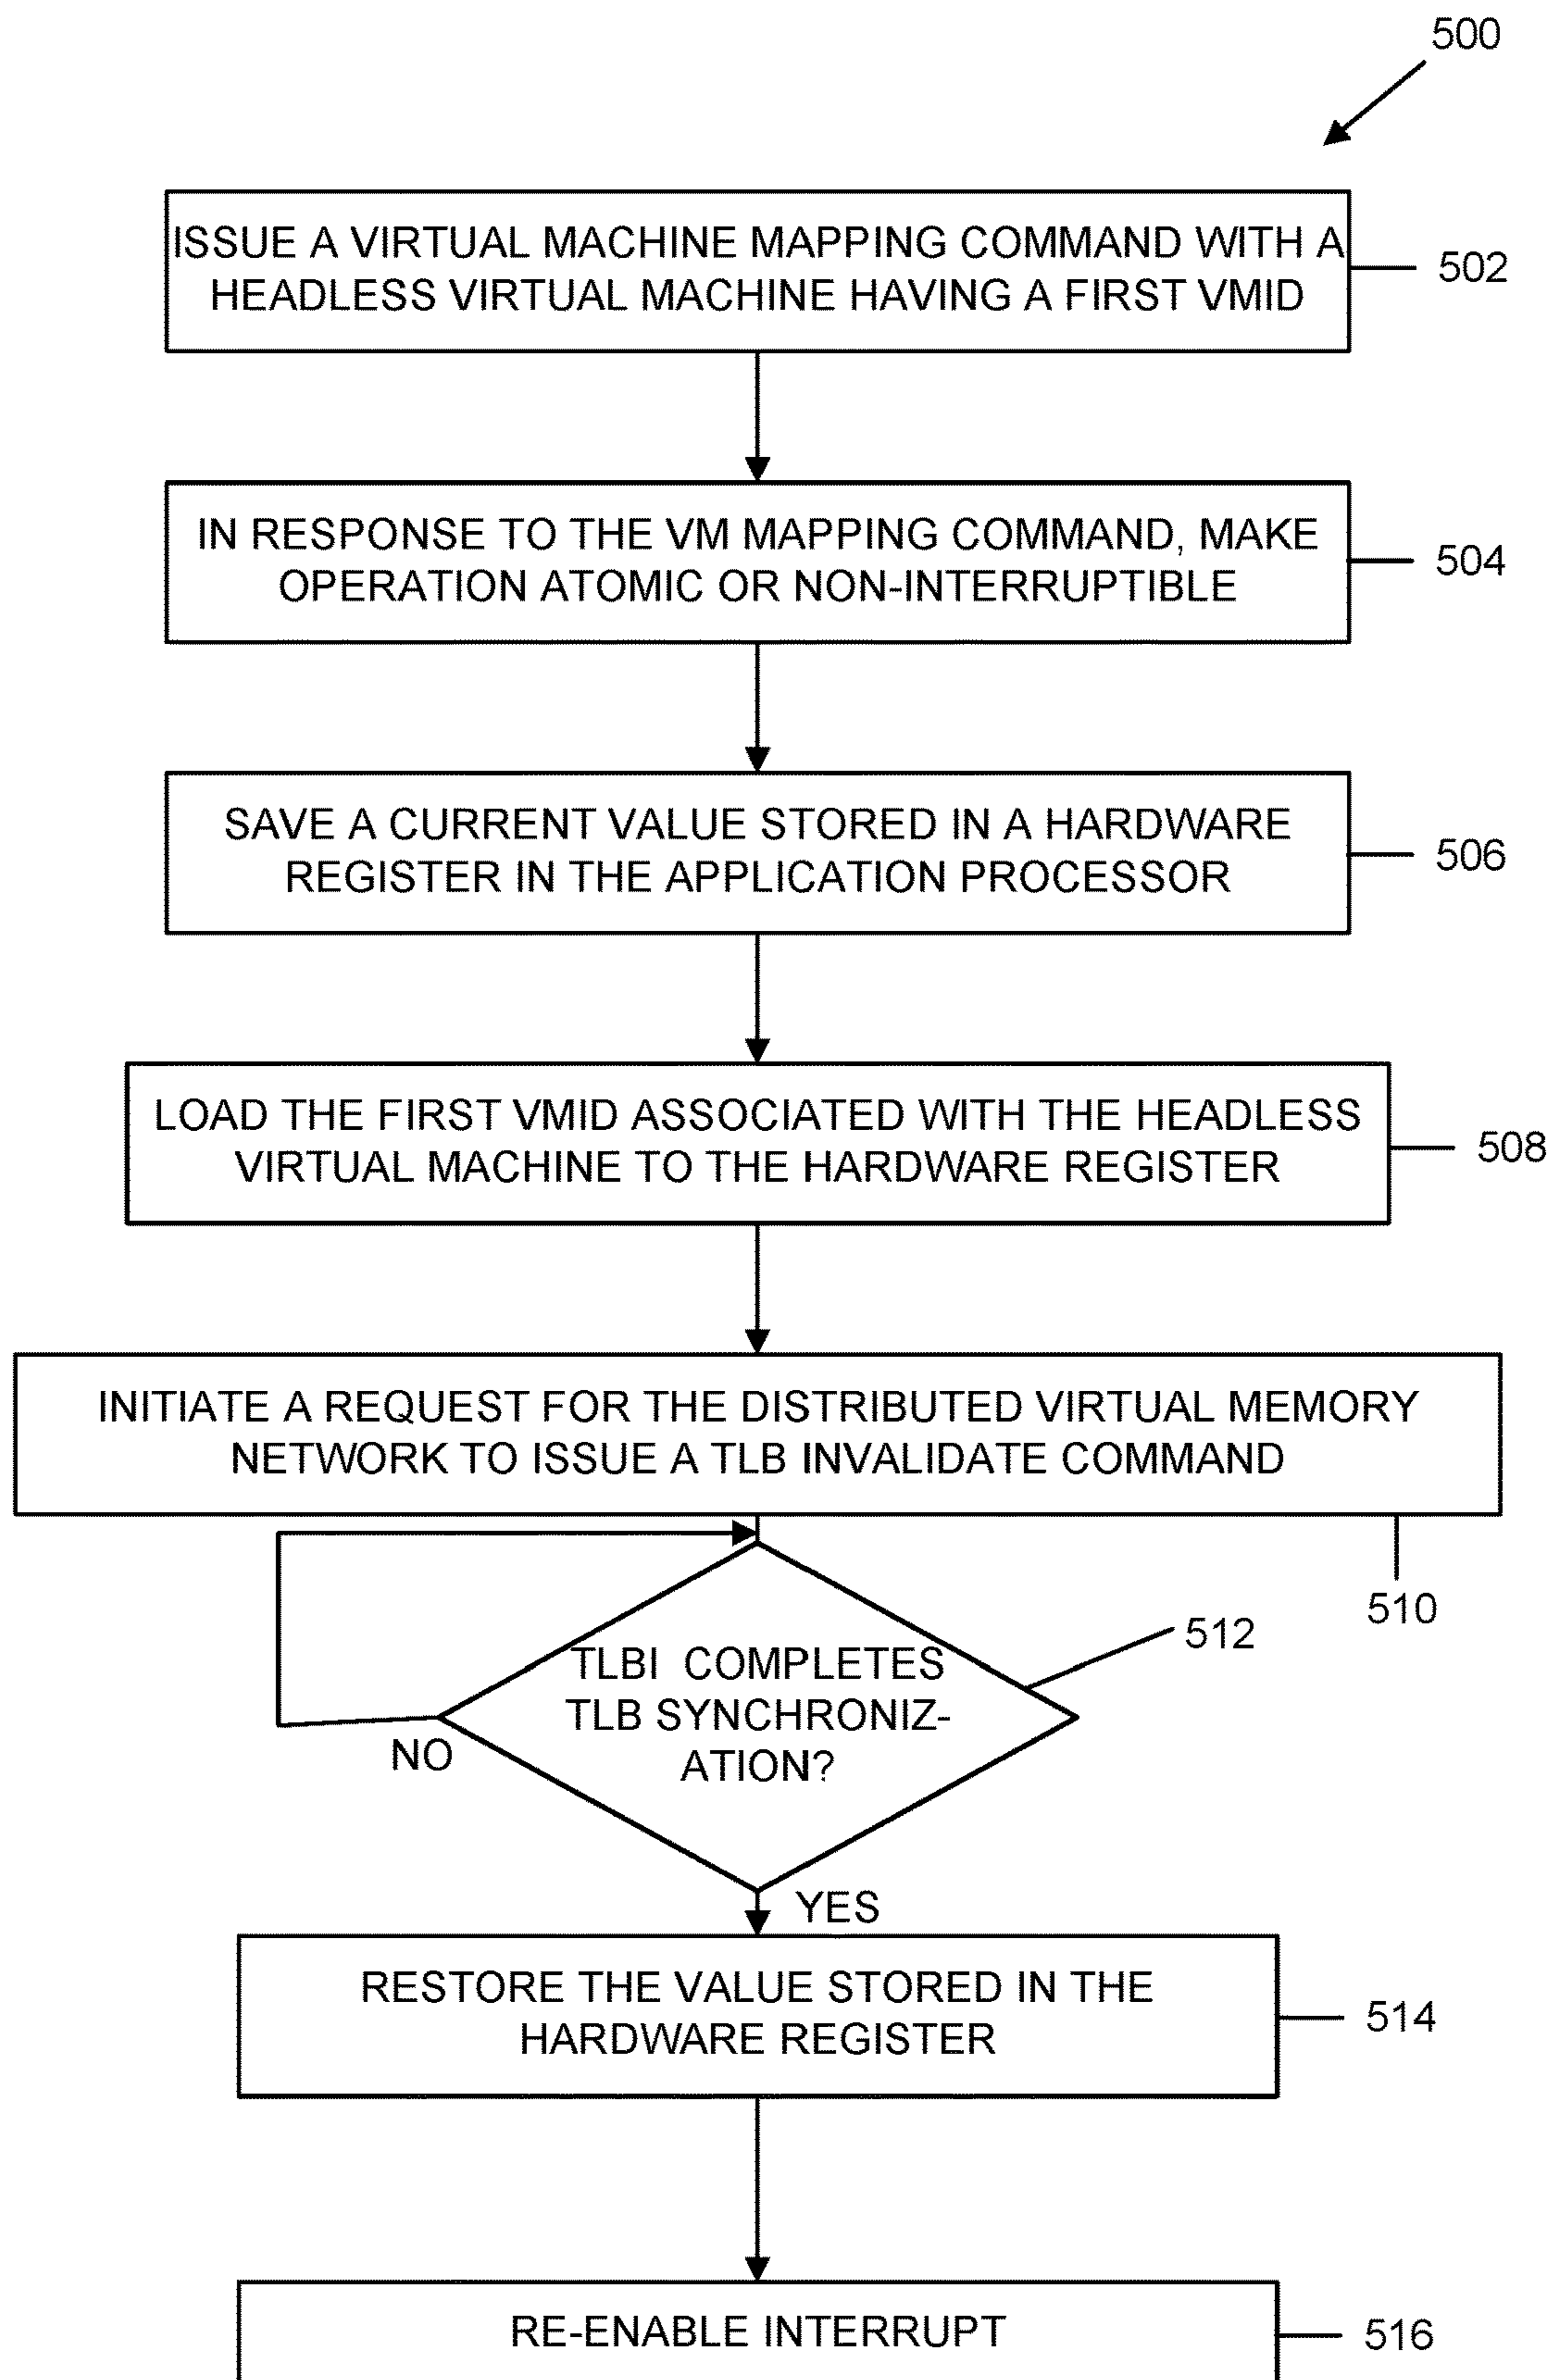 500
ISSUE A VIRTUAL MACHINE MAPPING COMMAND WITH A
HEADLESS VIRTUAL MACHINE HAVING A FIRST VMID
502
IN RESPONSE TO THE VM MAPPING COMMAND, MAKE
OPERATION ATOMIC OR NON-INTERRUPTIBLE
504
SAVE A CURRENT VALUE STORED IN A HARDWARE
REGISTER IN THE APPLICATION PROCESSOR
506
LOAD THE FIRST VMID ASSOCIATED WITH THE HEADLESS
VIRTUAL MACHINE TO THE HARDWARE REGISTER
508
INITIATE A REQUEST FOR THE DISTRIBUTED VIRTUAL MEMORY
NETWORK TO ISSUE A TLB INVALIDATE COMMAND
510
TLBI COMPLETES
TLB SYNCHRONIZ-
ATION?
512
NO
YES
RESTORE THE VALUE STORED IN THE
HARDWARE REGISTER
514
RE-ENABLE INTERRUPT
516